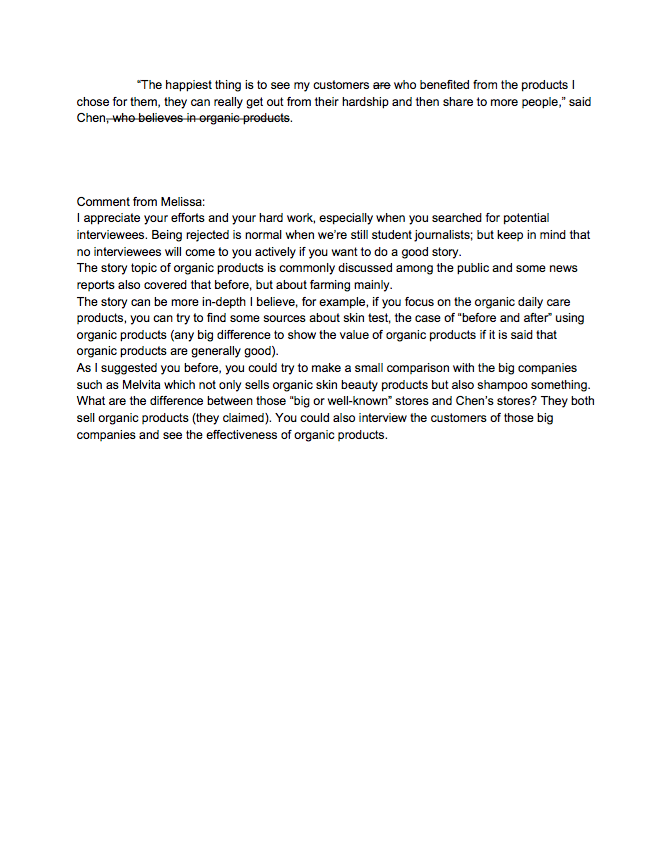 “The happiest thing is to see my customers are who benefited from the products I
chose for them, they can really get out from their hardship and then share to more people,” said
Chen, who believes in organic products.
Comment from Melissa:
I appreciate your efforts and your hard work, especially when you searched for potential
interviewees. Being rejected is normal when we’re still student journalists; but keep in mind that
no interviewees will come to you actively if you want to do a good story.
The story topic of organic products is commonly discussed among the public and some news
reports also covered that before, but about farming mainly.
The story can be more in-depth I believe, for example, if you focus on the organic daily care
products, you can try to find some sources about skin test, the case of “before and after” using
organic products (any big difference to show the value of organic products if it is said that
organic products are generally good).
As I suggested you before, you could try to make a small comparison with the big companies
such as Melvita which not only sells organic skin beauty products but also shampoo something.
What are the difference between those “big or well-known” stores and Chen’s stores? They both
sell organic products (they claimed). You could also interview the customers of those big
companies and see the effectiveness of organic products.